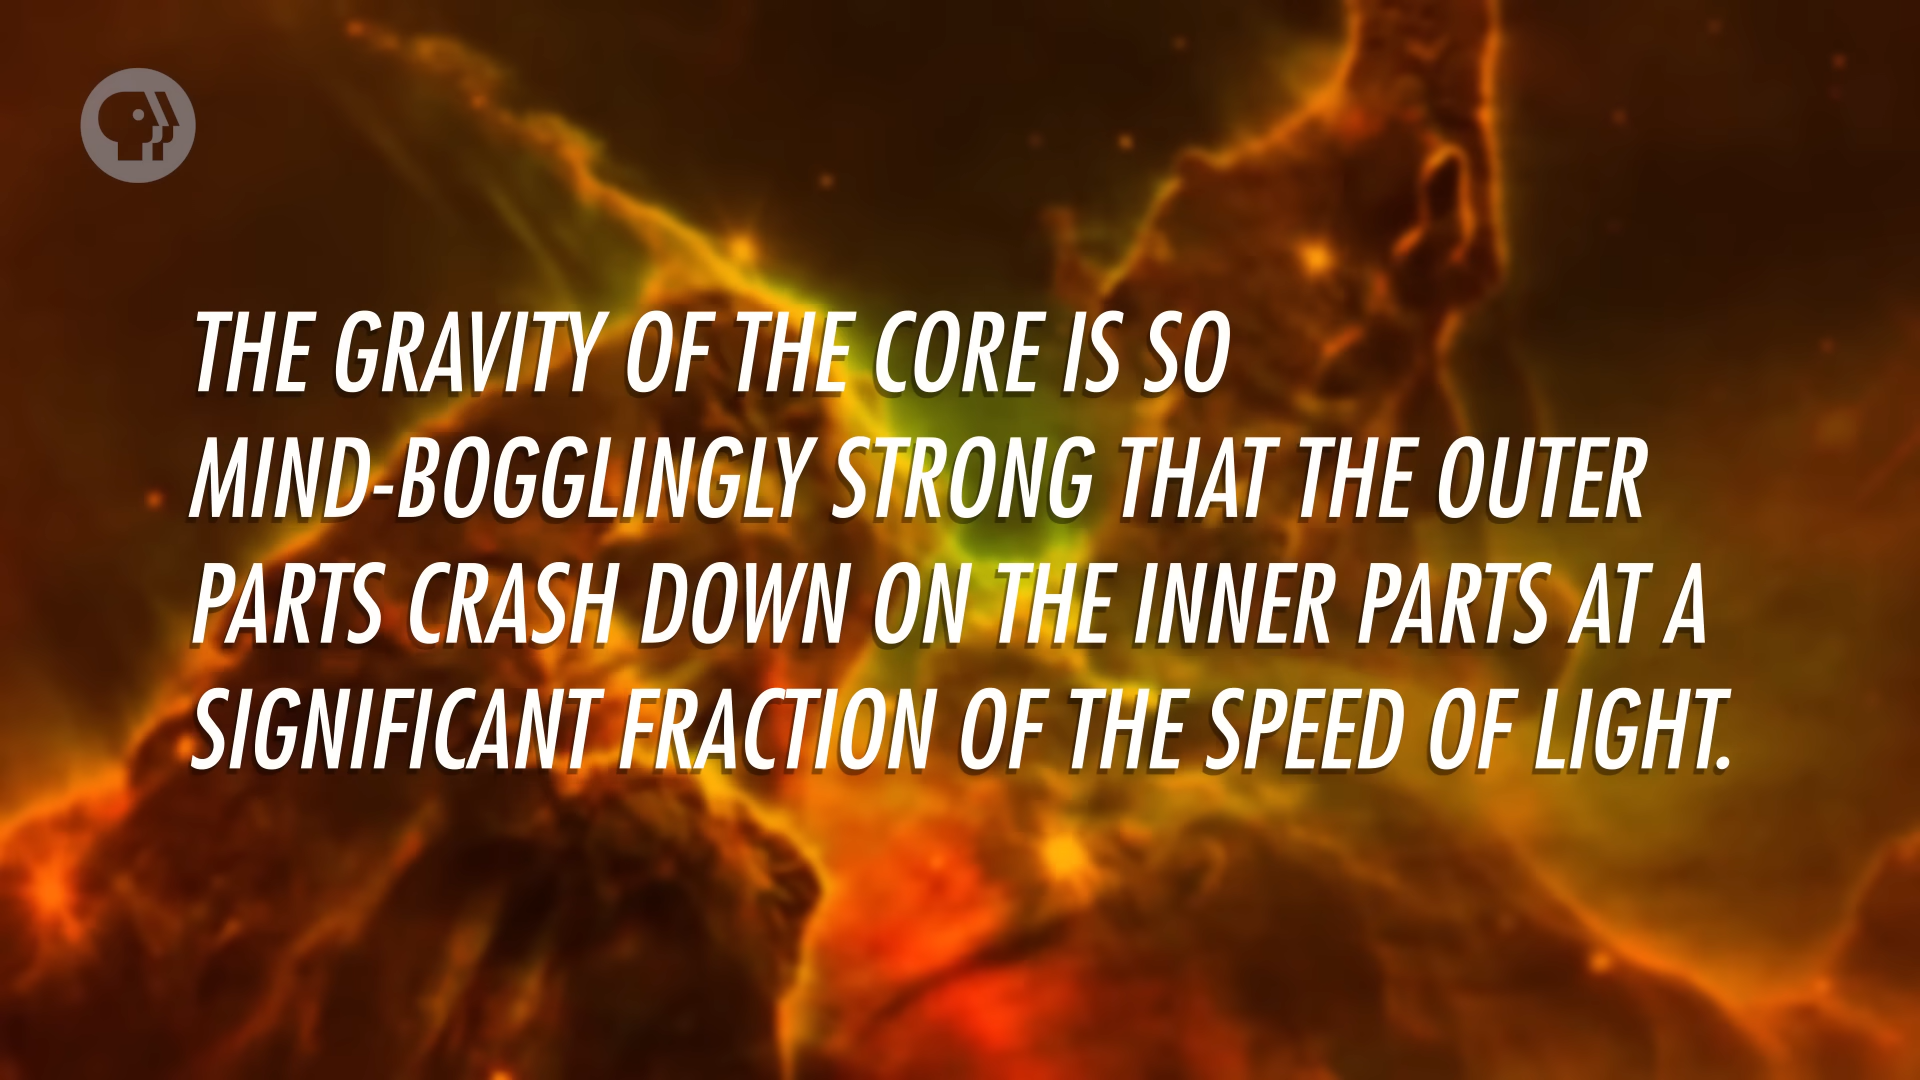 THE GRAVITY OF THE CORE IS SO
MIND-BOGGLINGLY STRONG THAT THE OUTER
PARTS CRASH DOWN ON THE INNER PARTS AT A
SIGNIFICANT FRACTION OF THE SPEED OF LIGHT.